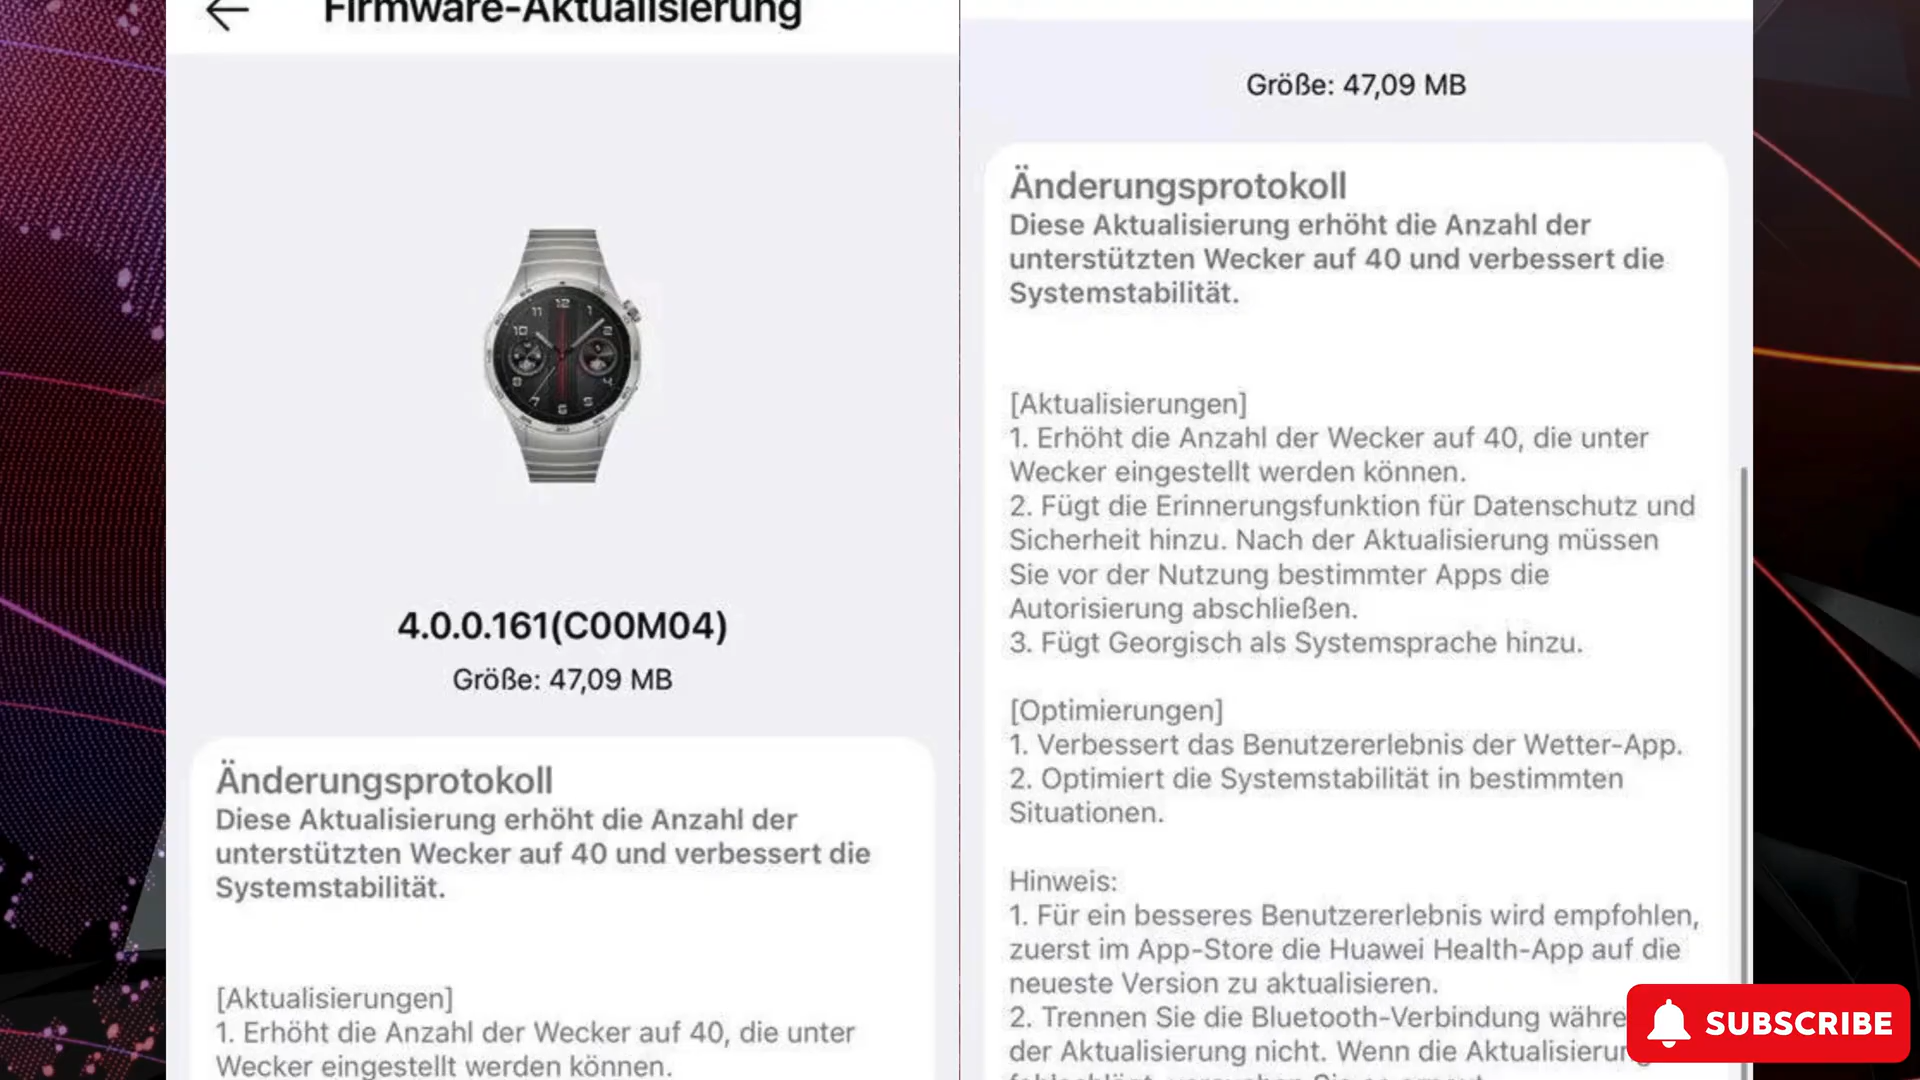 Firmware-Aktualisierung
4.0.0.161(C00M04)
Größe: 47,09 MB
Änderungsprotokoll
Diese Aktualisierung erhöht die Anzahl der
unterstützten Wecker auf 40 und verbessert die
Systemstabilität.
[Aktualisierungen]
1. Erhöht die Anzahl der Wecker auf 40, die unter
Wecker eingestellt werden können.
Größe: 47,09 MB
Änderungsprotokoll
Diese Aktualisierung erhöht die Anzahl der
unterstützten Wecker auf 40 und verbessert die
Systemstabilität.
[Aktualisierungen]
1. Erhöht die Anzahl der Wecker auf 40, die unter
Wecker eingestellt werden können.
2. Fügt die Erinnerungsfunktion für Datenschutz und
Sicherheit hinzu. Nach der Aktualisierung müssen
Sie vor der Nutzung bestimmter Apps die
Autorisierung abschließen.
3. Fügt Georgisch als Systemsprache hinzu.
[Optimierungen]
1. Verbessert das Benutzererlebnis der Wetter-App.
2. Optimiert die Systemstabilität in bestimmten
Situationen.
Hinweis:
1. Für ein besseres Benutzererlebnis wird empfohlen,
zuerst im App-Store die Huawei Health-App auf die
neueste Version zu aktualisieren.
2. Trennen Sie die Bluetooth-Verbindung währe
der Aktualisierung nicht. Wenn die Aktualisierung
SUBSCRIBE